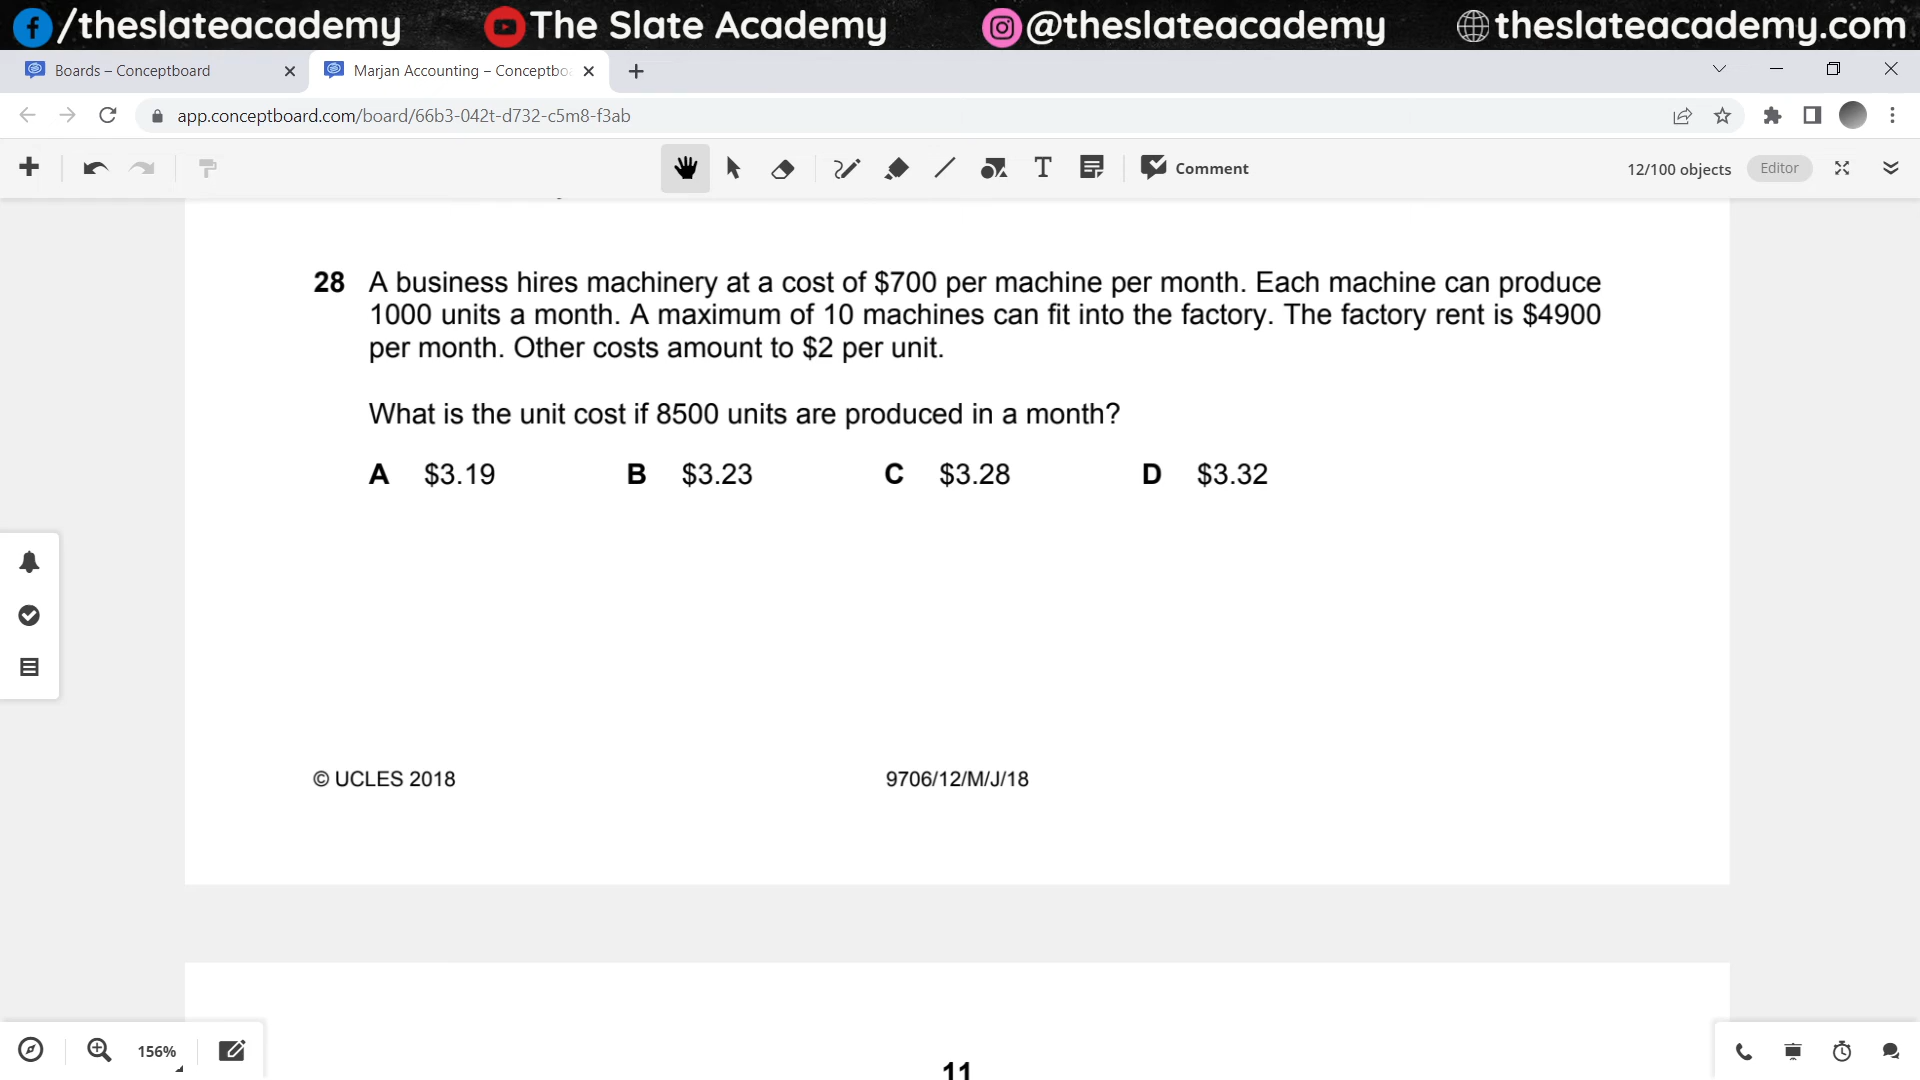 /theslateacademy The Slate Academy @theslateacademy theslateacademy.com
Boards – Conceptboard Marjan Accounting – Conceptbo
app.conceptboard.com/board/66b3-042t-d732-c5m8-f3ab
Comment 12/100 objects Editor
28 A business hires machinery at a cost of $700 per machine per month. Each machine can produce
1000 units a month. A maximum of 10 machines can fit into the factory. The factory rent is $4900
per month. Other costs amount to $2 per unit.
What is the unit cost if 8500 units are produced in a month?
A $3.19 B $3.23 C $3.28 D $3.32
© UCLES 2018 9706/12/M/J/18
156%
11